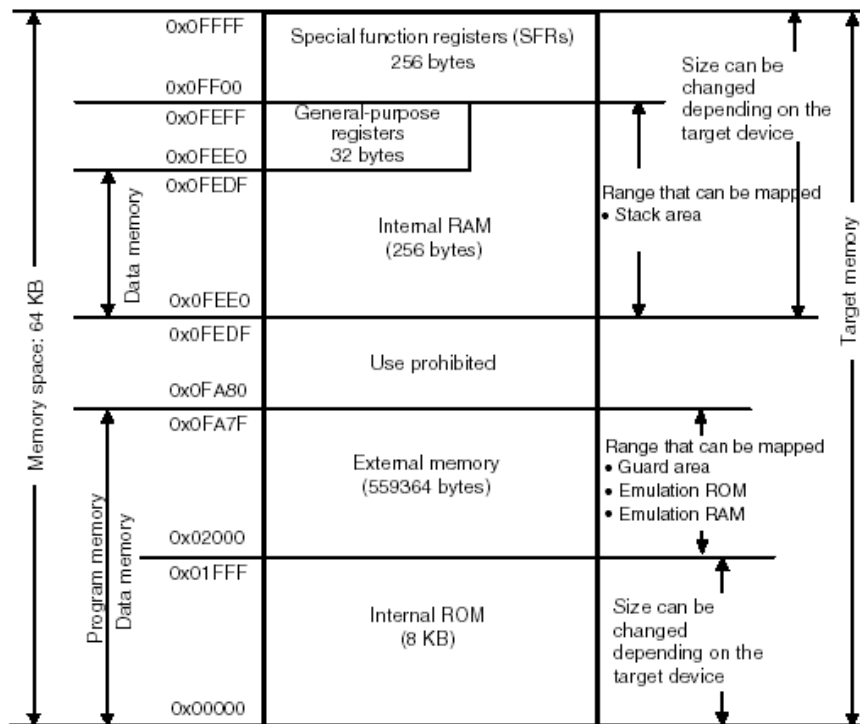 0x0FFFF
Special function registers (SFRs)
256 bytes
0x0FF00
0x0FEFF
General-purpose
registers
32 bytes
0x0FEE0
0x0FEDF
Internal RAM
(256 bytes)
0x0FEE0
0x0FEDF
Use prohibited
0x0FA80
0x0FA7F
External memory
(559364 bytes)
0x02000
0x01FFF
Internal ROM
(8 KB)
0x00000
Memory space: 64 KB
Data memory
Program memory
Data memory
Size can be
changed
depending on the
target device
Range that can be mapped
• Stack area
Range that can be mapped
• Guard area
• Emulation ROM
• Emulation RAM
Size can be
changed
depending on the
target device
Target memory